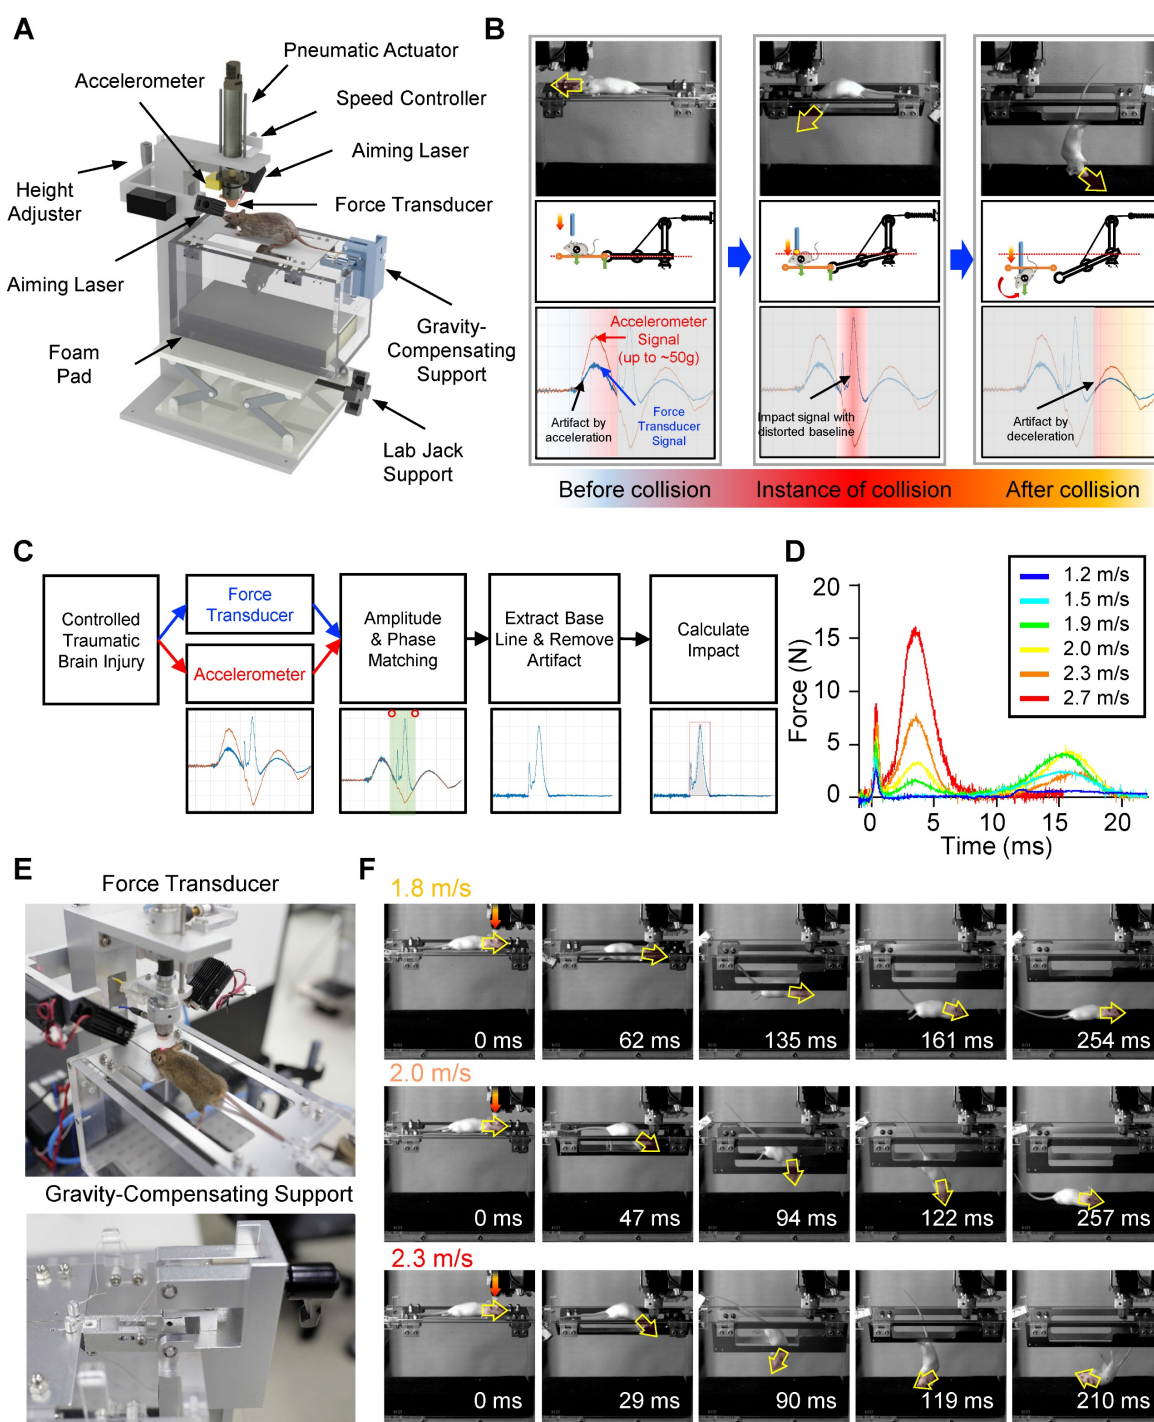 A
Pneumatic Actuator
Accelerometer
Speed Controller
Aiming Laser
Height
Adjuster
Force Transducer
Aiming Laser
Foam
Pad
Gravity-
Compensating
Support
Lab Jack
Support
B
Accelerometer
Signal
(up to ~50g)
Artifact by
acceleration
Force
Transducer
Signal
Impact signal with
distorted baseline
Artifact by
deceleration
Before collision
Instance of collision
After collision
C
Controlled
Traumatic
Brain Injury
Force
Transducer
Accelerometer
Amplitude
& Phase
Matching
Extract Base
Line & Remove
Artifact
Calculate
Impact
D
Force (N)
20
15
10
5
0
0
5
10
15
20
Time (ms)
1.2 m/s
1.5 m/s
1.9 m/s
2.0 m/s
2.3 m/s
2.7 m/s
E
Force Transducer
Gravity-Compensating Support
F
1.8 m/s
0 ms
62 ms
135 ms
161 ms
254 ms
2.0 m/s
0 ms
47 ms
94 ms
122 ms
257 ms
2.3 m/s
0 ms
29 ms
90 ms
119 ms
210 ms